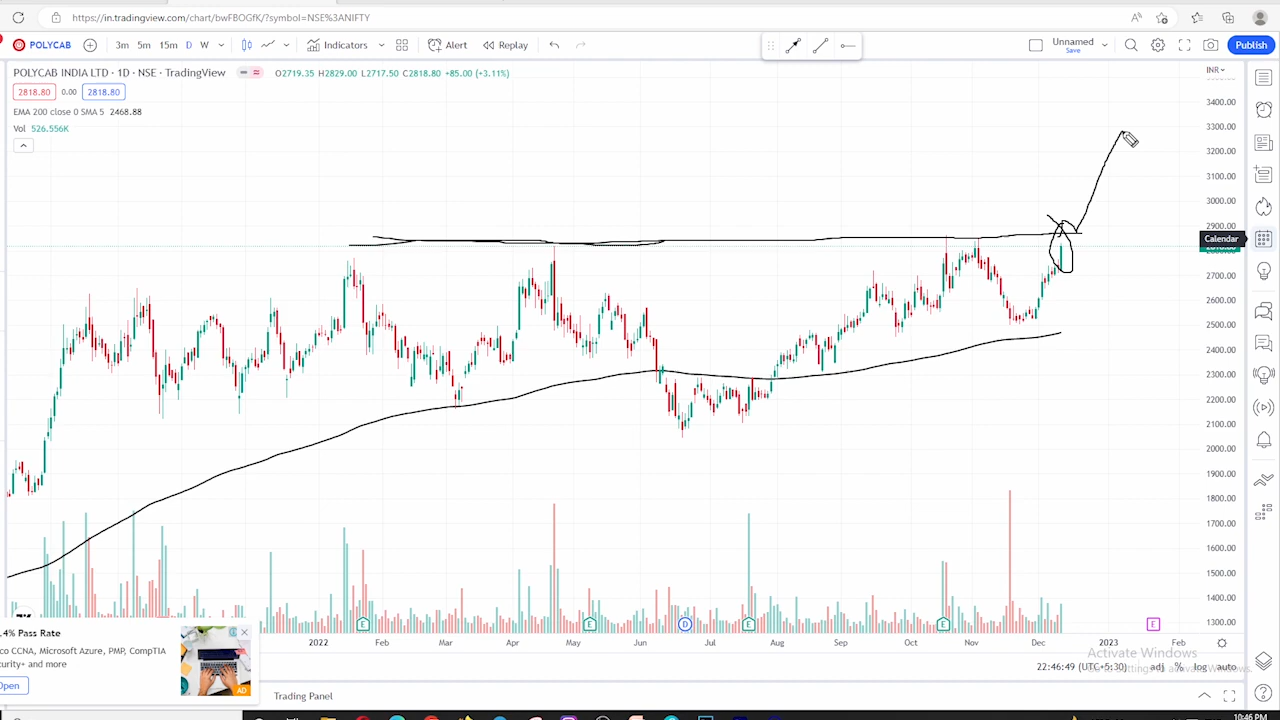 https://in.tradingview.com/chart/bwFBOGfK/?symbol=NSE%3ANIFTY
POLYCAB 3m 5m 15m D W Indicators Alert Replay Unnamed Save Publish
POLYCAB INDIA LTD · 1D · NSE · TradingView O2719.35 H2829.00 L2717.50 C2818.80 +85.00 (+3.11%) INR
2818.80 0.00 2818.80
EMA 200 close 0 SMA 5 2468.88
Vol 526.556K
3400.00
3300.00
3200.00
3100.00
3000.00
2900.00
Calendar
2700.00
2600.00
2500.00
2400.00
2300.00
2200.00
2100.00
2000.00
1900.00
1800.00
1700.00
1600.00
1500.00
1400.00
1300.00
E E D E E E
2022 Feb Mar Apr May Jun Jul Aug Sep Oct Nov Dec 2023 Feb
.4% Pass Rate
co CCNA, Microsoft Azure, PMP, CompTIA
curity+ and more
Open
AD
Activate Windows
22:46:49 (UTC+5:30) adj % log auto
Trading Panel
10:46 PM